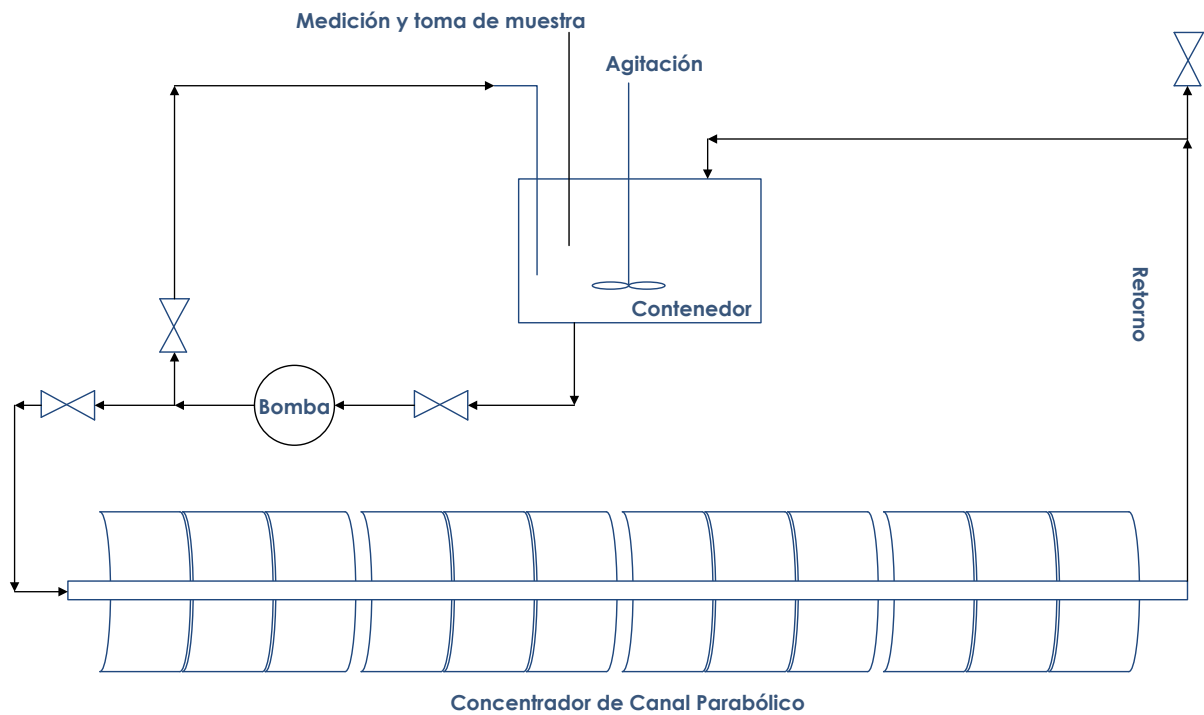 Medición y toma de muestra
Agitación
Contenedor
Retorno
Bomba
Concentrador de Canal Parabólico